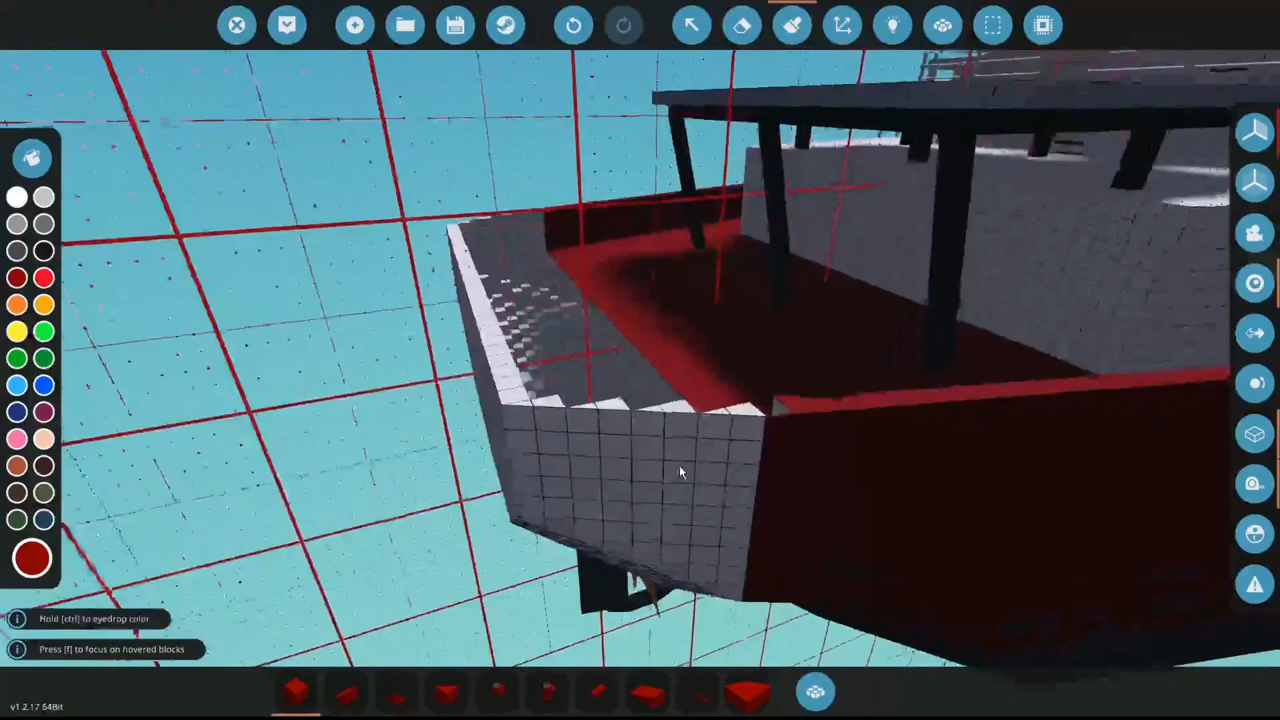 Hold [ctrl] to eyedrop color
Press [f] to focus on hovered blocks
v1.2.17 64Bit